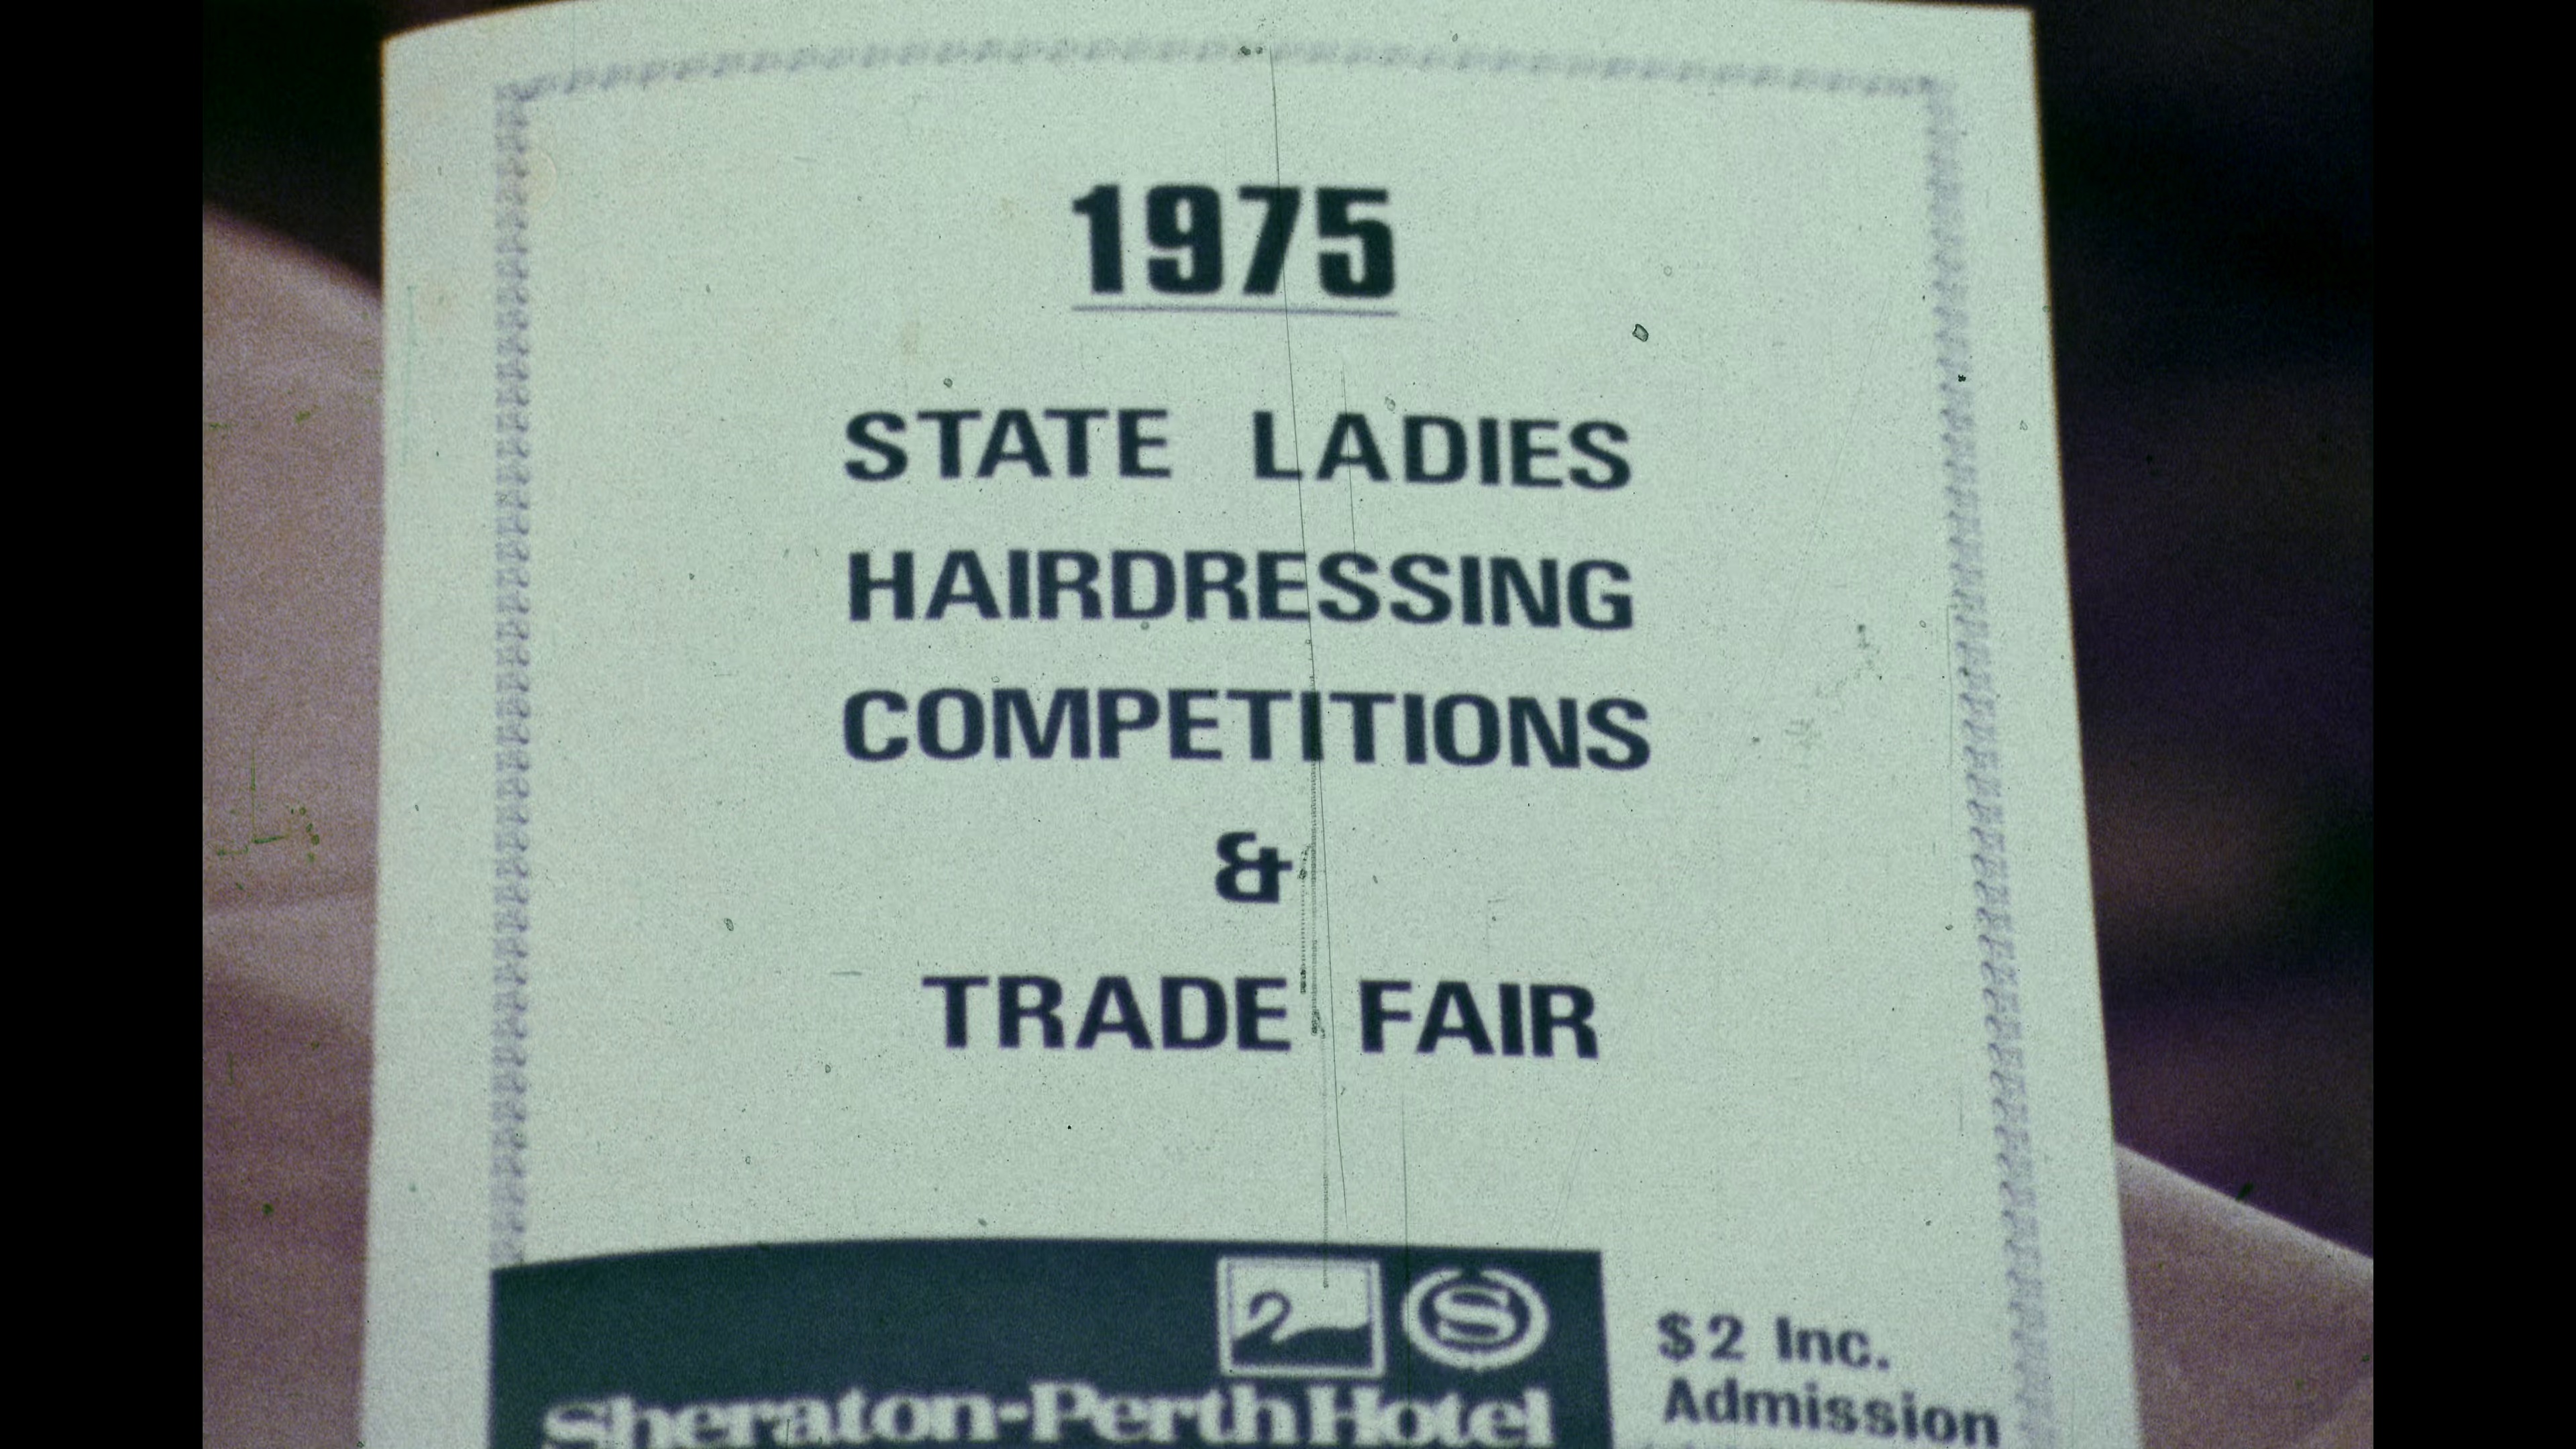 1975
STATE LADIES
HAIRDRESSING
COMPETITIONS
&
TRADE FAIR
S
Sheraton-Perth Hotel
$2 Inc.
Admission